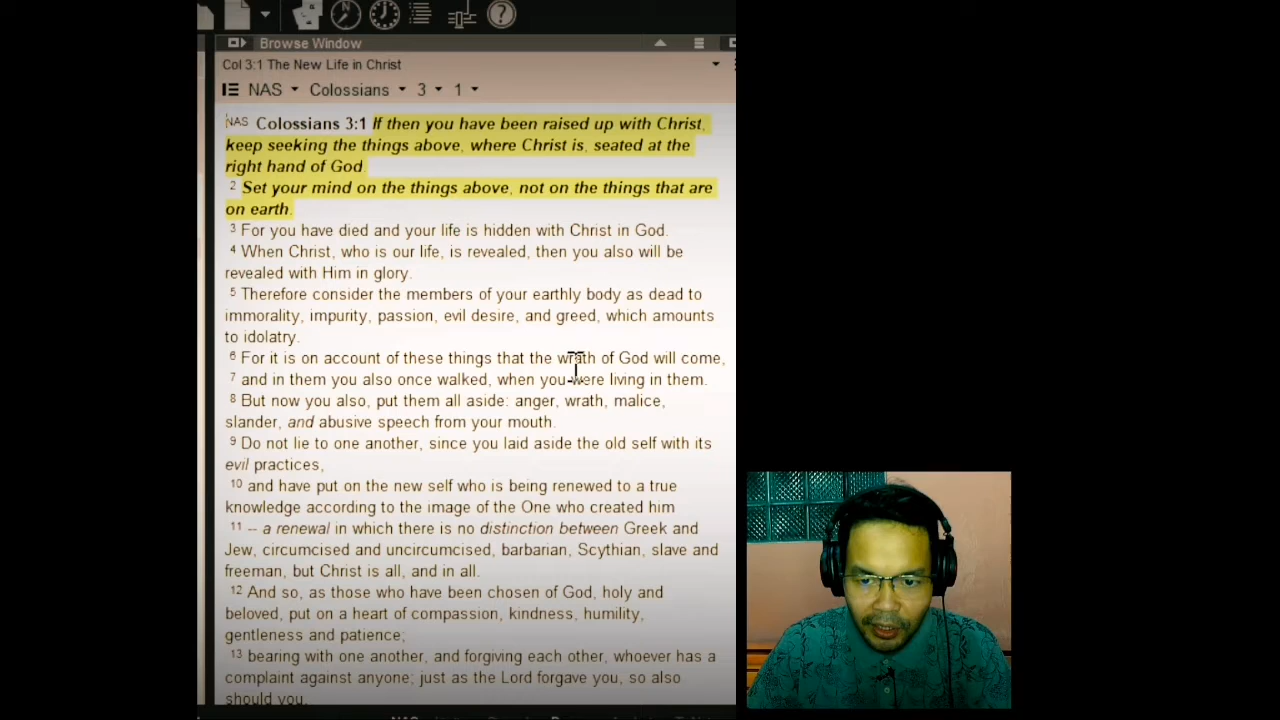 Browse Window
Col 3:1 The New Life in Christ
NAS Colossians 3 1
NAS Colossians 3:1 If then you have been raised up with Christ,
keep seeking the things above, where Christ is, seated at the
right hand of God.
2 Set your mind on the things above, not on the things that are
on earth.
3 For you have died and your life is hidden with Christ in God.
4 When Christ, who is our life, is revealed, then you also will be
revealed with Him in glory.
5 Therefore consider the members of your earthly body as dead to
immorality, impurity, passion, evil desire, and greed, which amounts
to idolatry.
6 For it is on account of these things that the wrath of God will come,
7 and in them you also once walked, when you were living in them.
8 But now you also, put them all aside: anger, wrath, malice,
slander, and abusive speech from your mouth.
9 Do not lie to one another, since you laid aside the old self with its
evil practices,
10 and have put on the new self who is being renewed to a true
knowledge according to the image of the One who created him
11 -- a renewal in which there is no distinction between Greek and
Jew, circumcised and uncircumcised, barbarian, Scythian, slave and
freeman, but Christ is all, and in all.
12 And so, as those who have been chosen of God, holy and
beloved, put on a heart of compassion, kindness, humility,
gentleness and patience;
13 bearing with one another, and forgiving each other, whoever has a
complaint against anyone; just as the Lord forgave you, so also
should you.